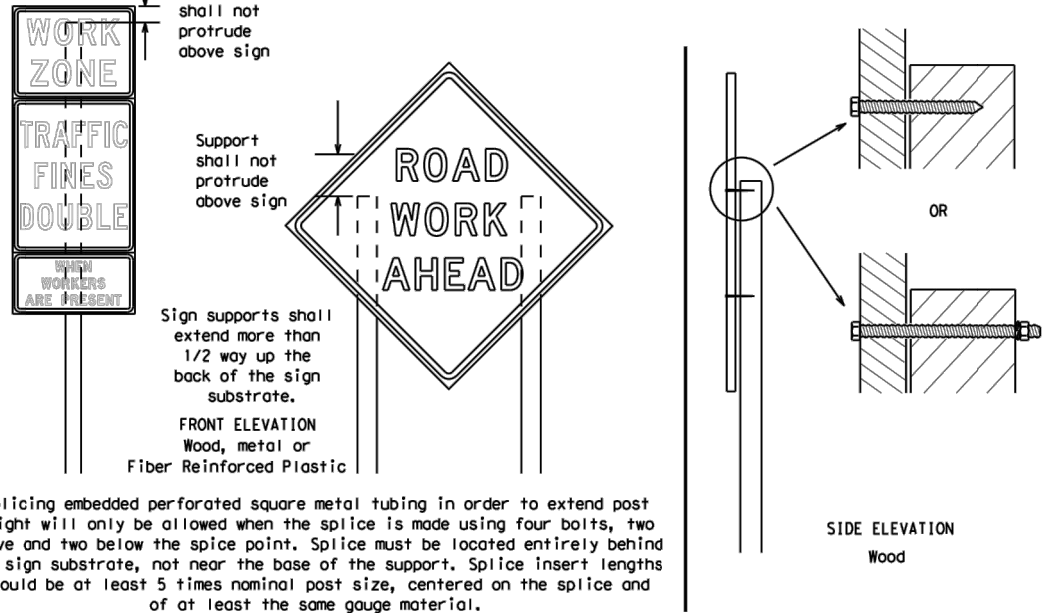 shall not
protrude
above sign
WORK
ZONE
TRAFFIC
FINES
DOUBLE
WHEN
WORKERS
ARE PRESENT
Support
shall not
protrude
above sign
ROAD
WORK
AHEAD
Sign supports shall
extend more than
1/2 way up the
back of the sign
substrate.
FRONT ELEVATION
Wood, metal or
Fiber Reinforced Plastic
OR
SIDE ELEVATION
Wood
licing embedded perforated square metal tubing in order to extend post
ight will only be allowed when the splice is made using four bolts, two
ve and two below the spice point. Splice must be located entirely behind
sign substrate, not near the base of the support. Splice insert lengths
ould be at least 5 times nominal post size, centered on the splice and
of at least the same gauge material.